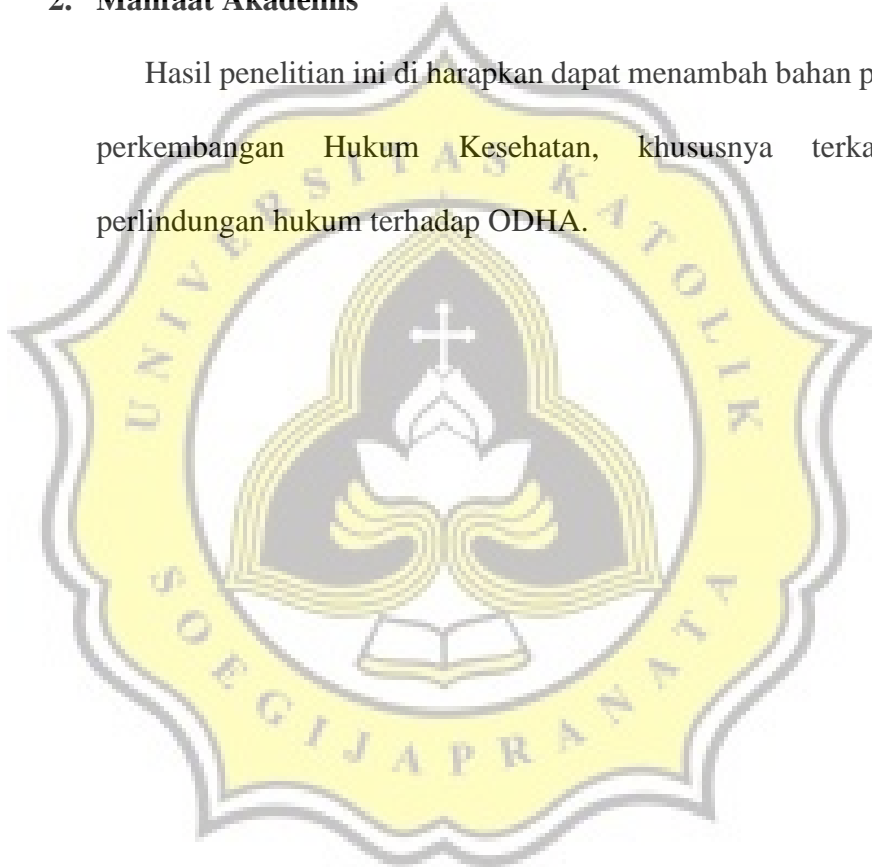 2. Manfaat Akademis
Hasil penelitian ini di harapkan dapat menambah bahan p
perkembangan Hukum Kesehatan, khususnya terka
perlindungan hukum terhadap ODHA.
UNIVERSITAS KATOLIK
SOEGIJAPRANATA